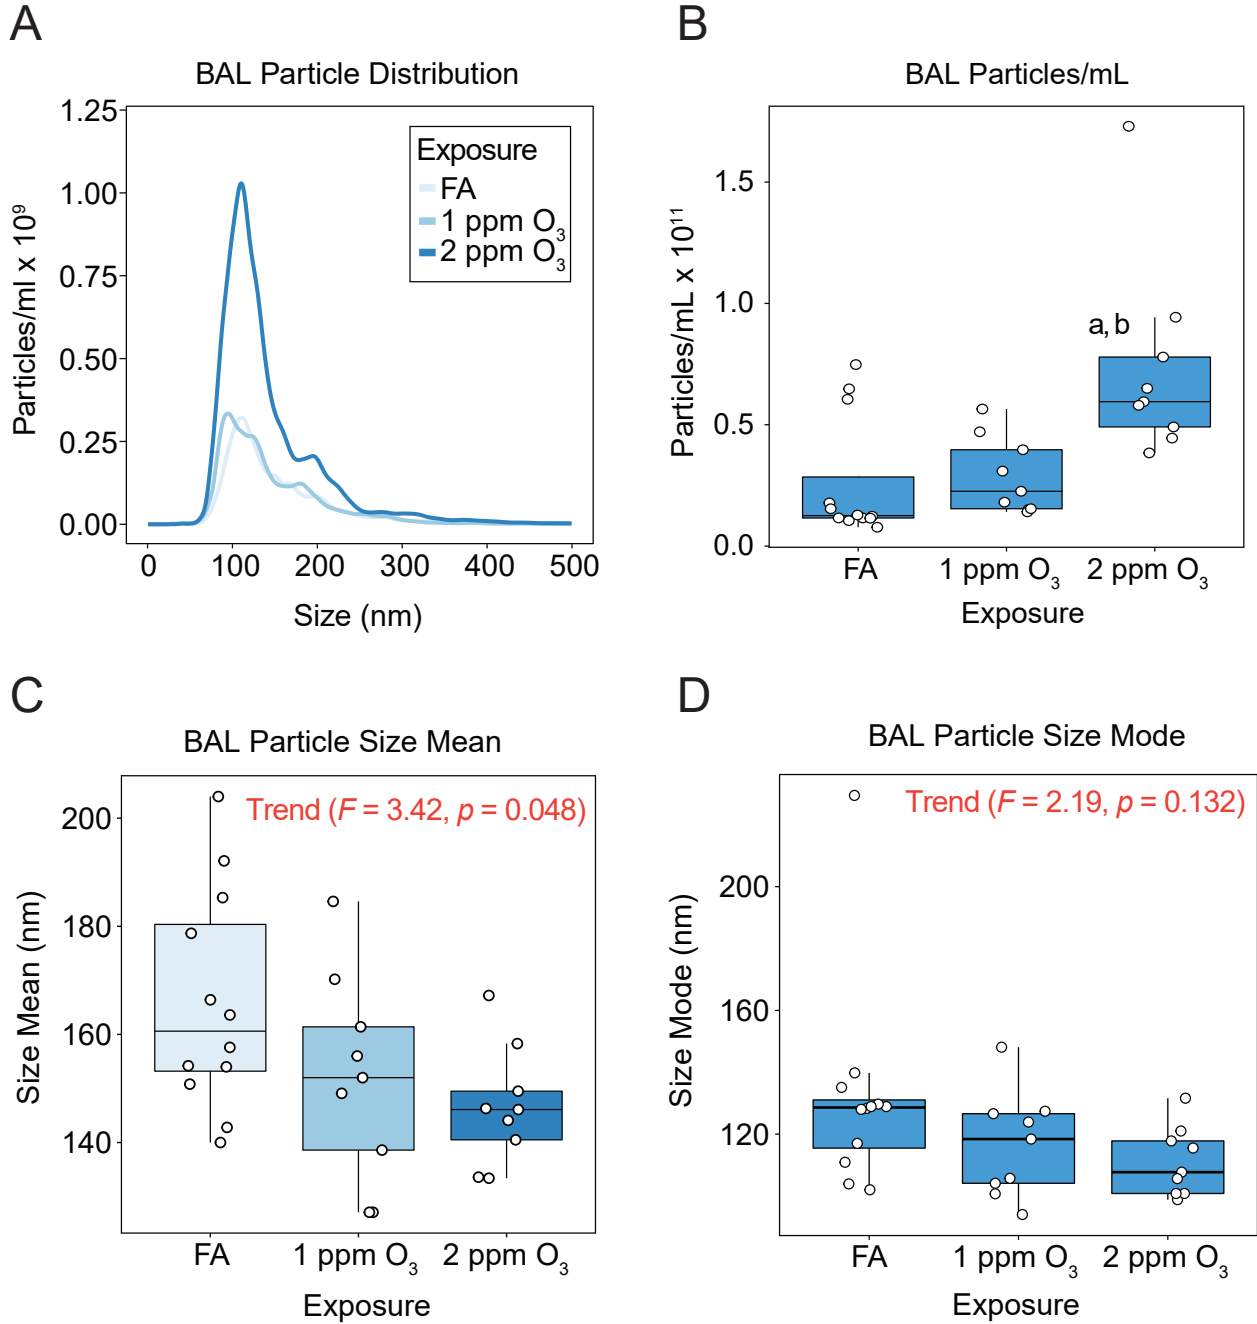 A
BAL Particle Distribution
1.25
1.00
0.75
0.50
0.25
0.00
Particles/ml x 10⁹
Exposure
FA
1 ppm O₃
2 ppm O₃
0 100 200 300 400 500
Size (nm)
B
BAL Particles/mL
1.5
1.0
0.5
0.0
Particles/mL x 10¹¹
a, b
FA 1 ppm O₃ 2 ppm O₃
Exposure
C
BAL Particle Size Mean
Trend (F = 3.42, p = 0.048)
200
180
160
140
Size Mean (nm)
FA 1 ppm O₃ 2 ppm O₃
Exposure
D
BAL Particle Size Mode
Trend (F = 2.19, p = 0.132)
200
160
120
Size Mode (nm)
FA 1 ppm O₃ 2 ppm O₃
Exposure